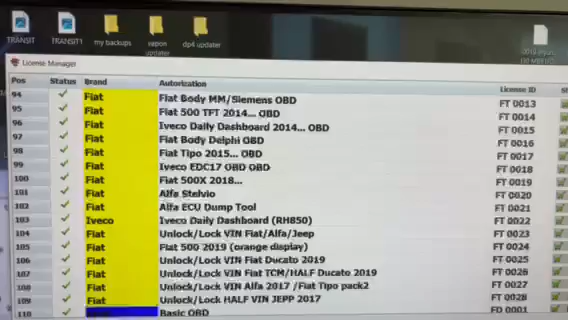 TRANSIT TRANSIT1 my backups xepon updater dp4 updater
License Manager
Pos Status Brand Autorization License ID
94 Fiat Fiat Body MM/Siemens OBD FT 0013
95 Fiat Fiat 500 TFT 2014... OBD FT 0014
96 Fiat Iveco Daily Dashboard 2014... OBD FT 0015
97 Fiat Fiat Body Delphi OBD FT 0016
98 Fiat Fiat Tipo 2015... OBD FT 0017
99 Fiat Iveco EDC17 OBD OBD FT 0018
100 Fiat Fiat 500X 2018... FT 0019
101 Fiat Alfa Stelvio FT 0020
102 Fiat Alfa ECU Dump Tool FT 0021
103 Iveco Iveco Daily Dashboard (RH850) FT 0022
104 Fiat Unlock/Lock VIN Fiat/Alfa/Jeep FT 0023
105 Fiat Fiat 500 2019 (orange display) FT 0024
106 Fiat Unlock/Lock VIN Fiat Ducato 2019 FT 0025
107 Fiat Unlock/Lock VIN Fiat TCM/HALF Ducato 2019 FT 0026
108 Fiat Unlock/Lock VIN Alfa 2017 /Fiat Tipo pack2 FT 0027
109 Fiat Unlock/Lock HALF VIN JEPP 2017 FT 0028
110 Basic OBD FD 0001